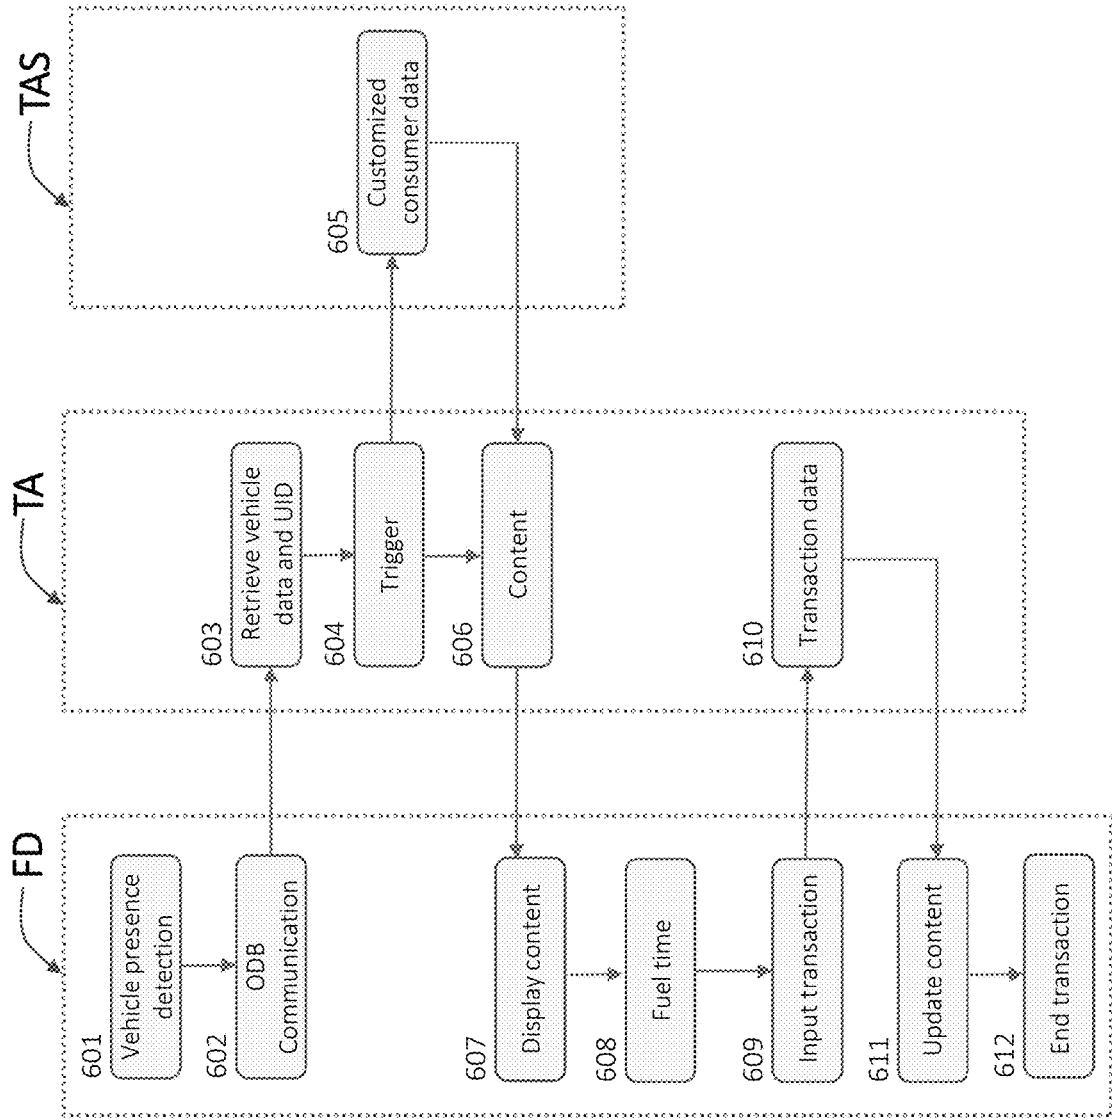 FD
601
Vehicle presence
detection
602
ODB
Communication
607
Display content
608
Fuel time
609
Input transaction
611
Update content
612
End transaction
TA
603
Retrieve vehicle
data and UID
604
Trigger
606
Content
610
Transaction data
TAS
605
Customized
consumer data